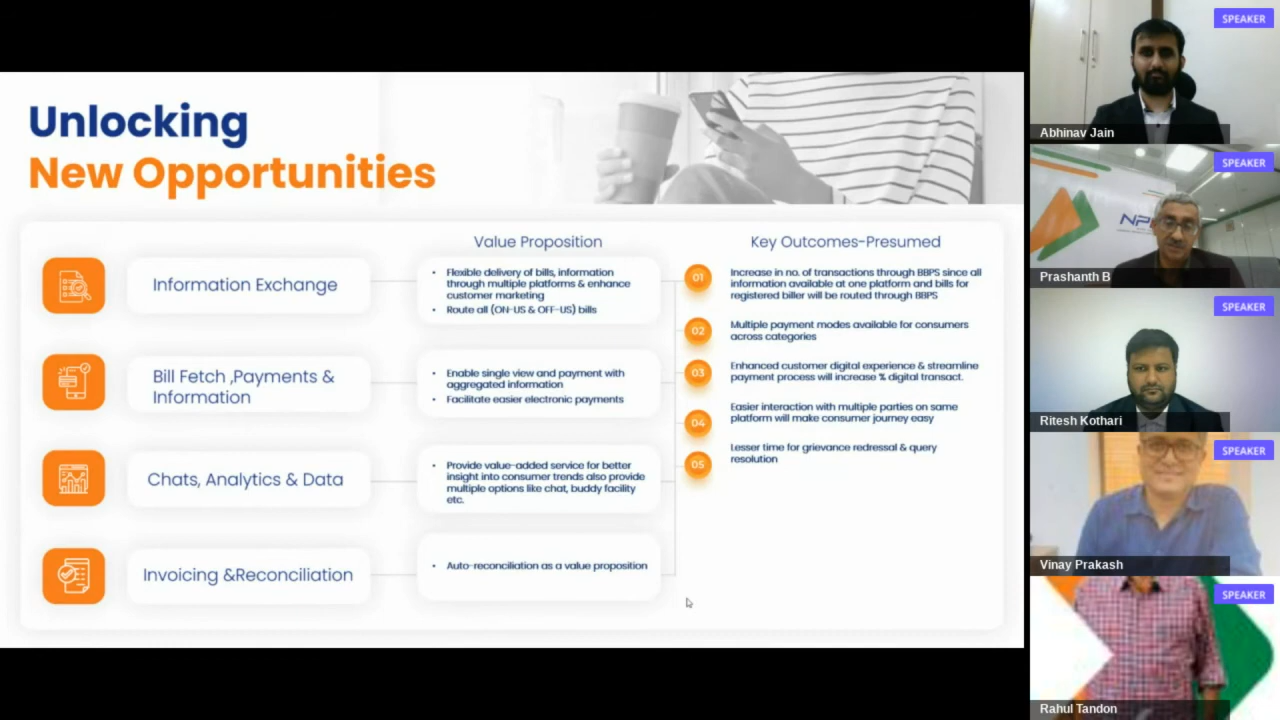 Unlocking
New Opportunities
Value Proposition
Key Outcomes-Presumed
Information Exchange
• Flexible delivery of bills, information
through multiple platforms & enhance
customer marketing
• Route all (ON-US & OFF-US) bills
Bill Fetch ,Payments &
Information
• Enable single view and payment with
aggregated information
• Facilitate easier electronic payments
Chats, Analytics & Data
• Provide value-added service for better
insight into consumer trends also provide
multiple options like chat, buddy facility
etc.
Invoicing &Reconciliation
• Auto-reconciliation as a value proposition
01
Increase in no. of transactions through BBPS since all
information available at one platform and bills for
registered biller will be routed through BBPS
02
Multiple payment modes available for consumers
across categories
03
Enhanced customer digital experience & streamline
payment process will increase % digital transact.
04
Easier interaction with multiple parties on same
platform will make consumer journey easy
05
Lesser time for grievance redressal & query
resolution
SPEAKER
Abhinav Jain
SPEAKER
Prashanth B
SPEAKER
Ritesh Kothari
SPEAKER
Vinay Prakash
SPEAKER
Rahul Tandon